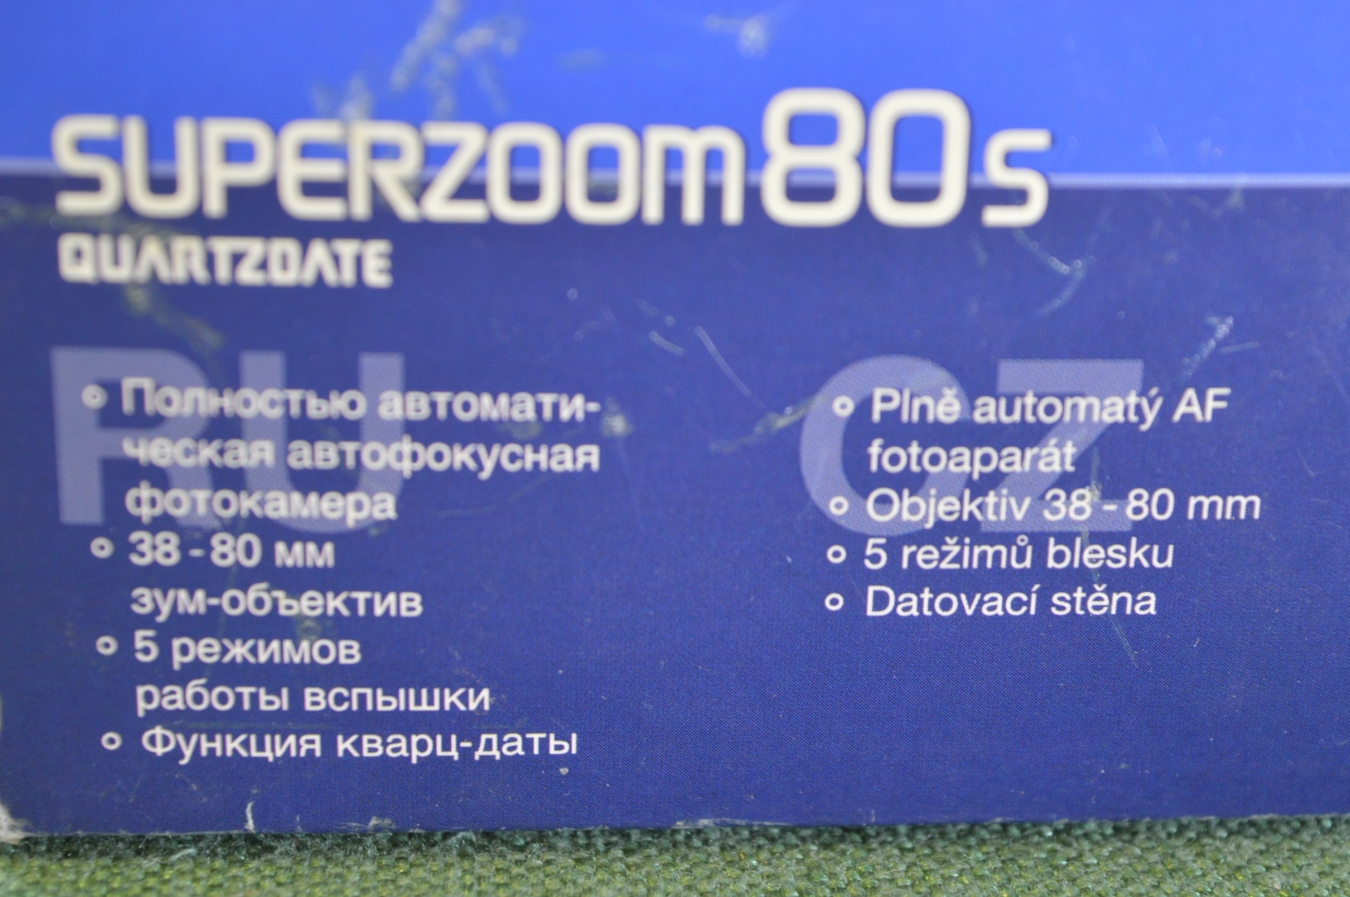 SUPERZOOM 80s
QUARTZDATE
RU
○ Полностью автомати-
ческая автофокусная
фотокамера
○ 38-80 мм
зум-объектив
○ 5 режимов
работы вспышки
○ Функция кварц-даты
CZ
○ Plně automatý AF
fotoaparát
○ Objektiv 38-80 mm
○ 5 režimů blesku
○ Datovací stěna